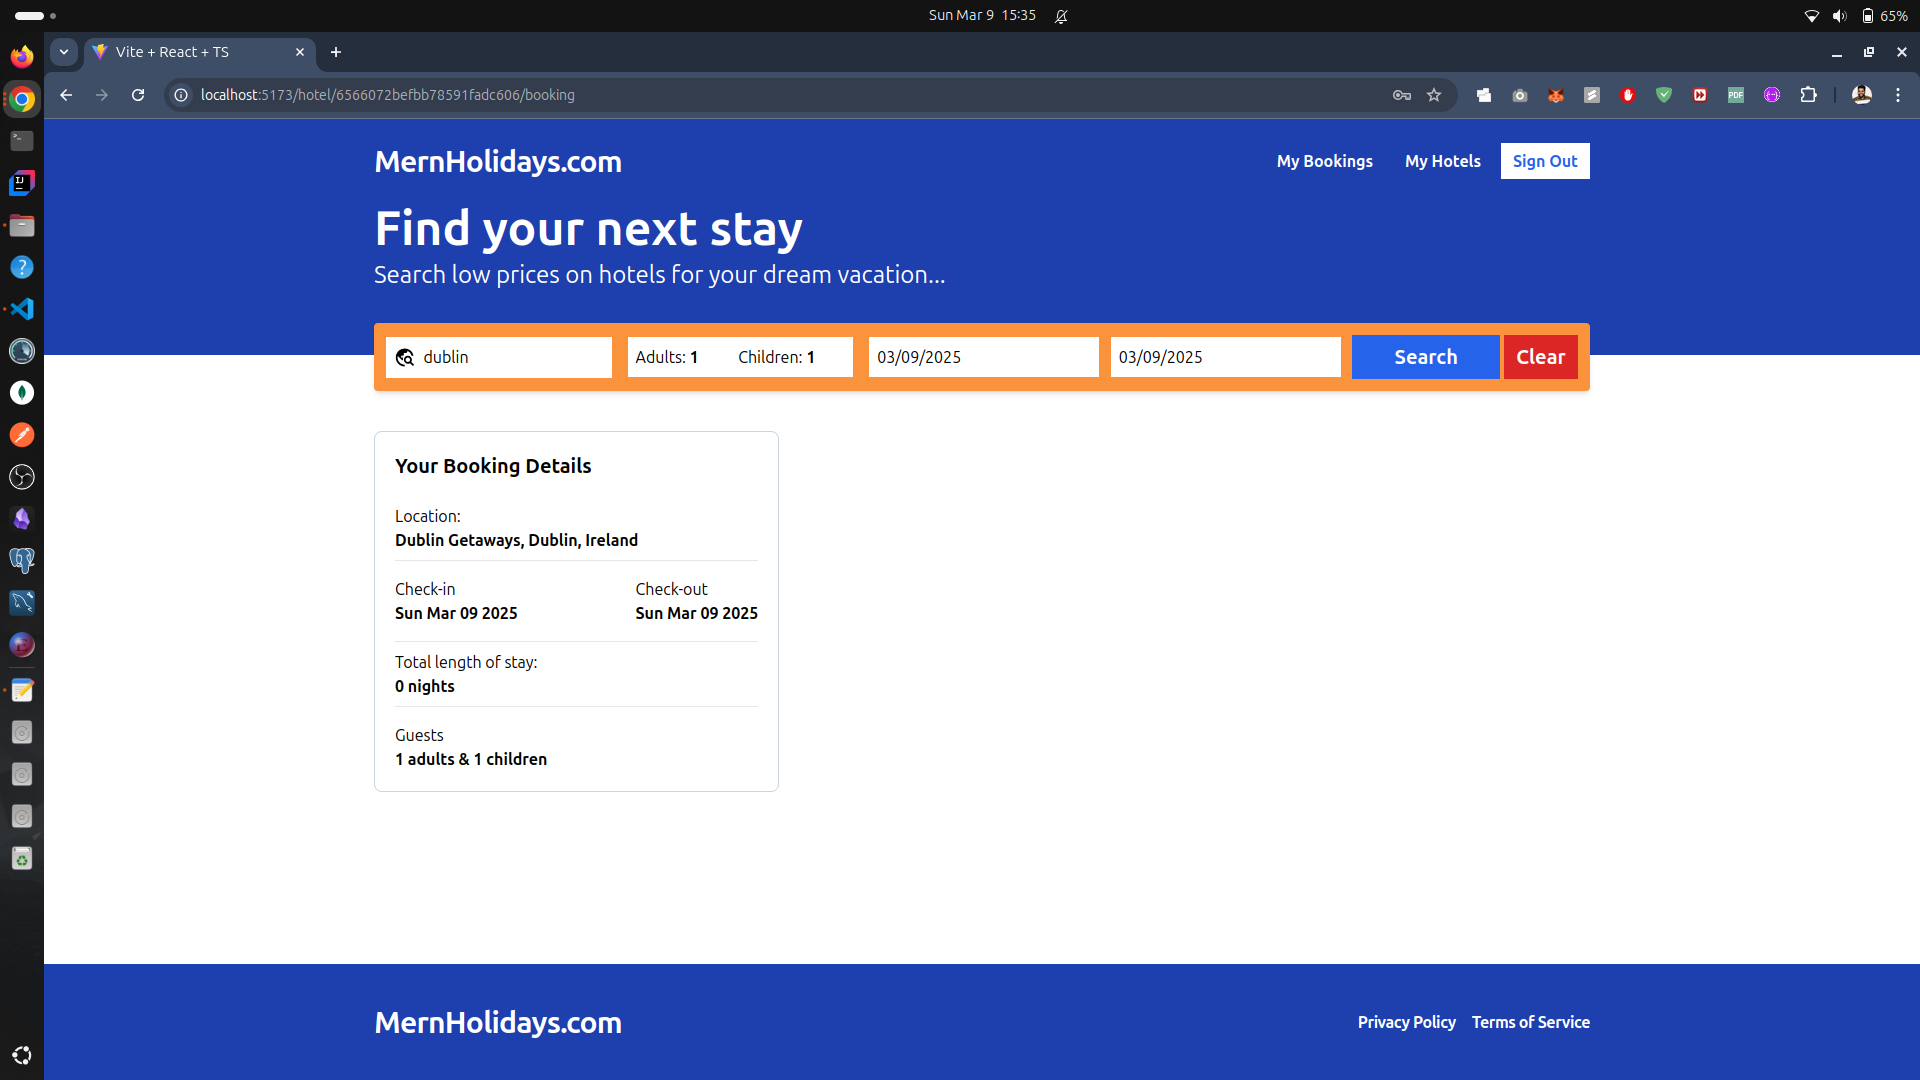 Sun Mar 9 15:35
65%
Vite + React + TS
localhost:5173/hotel/6566072befbb78591fadc606/booking
PDF
MernHolidays.com
My Bookings
My Hotels
Sign Out
Find your next stay
Search low prices on hotels for your dream vacation...
dublin
Adults: 1
Children: 1
03/09/2025
03/09/2025
Search
Clear
Your Booking Details
Location:
Dublin Getaways, Dublin, Ireland
Check-in
Check-out
Sun Mar 09 2025
Sun Mar 09 2025
Total length of stay:
0 nights
Guests
1 adults & 1 children
MernHolidays.com
Privacy Policy
Terms of Service